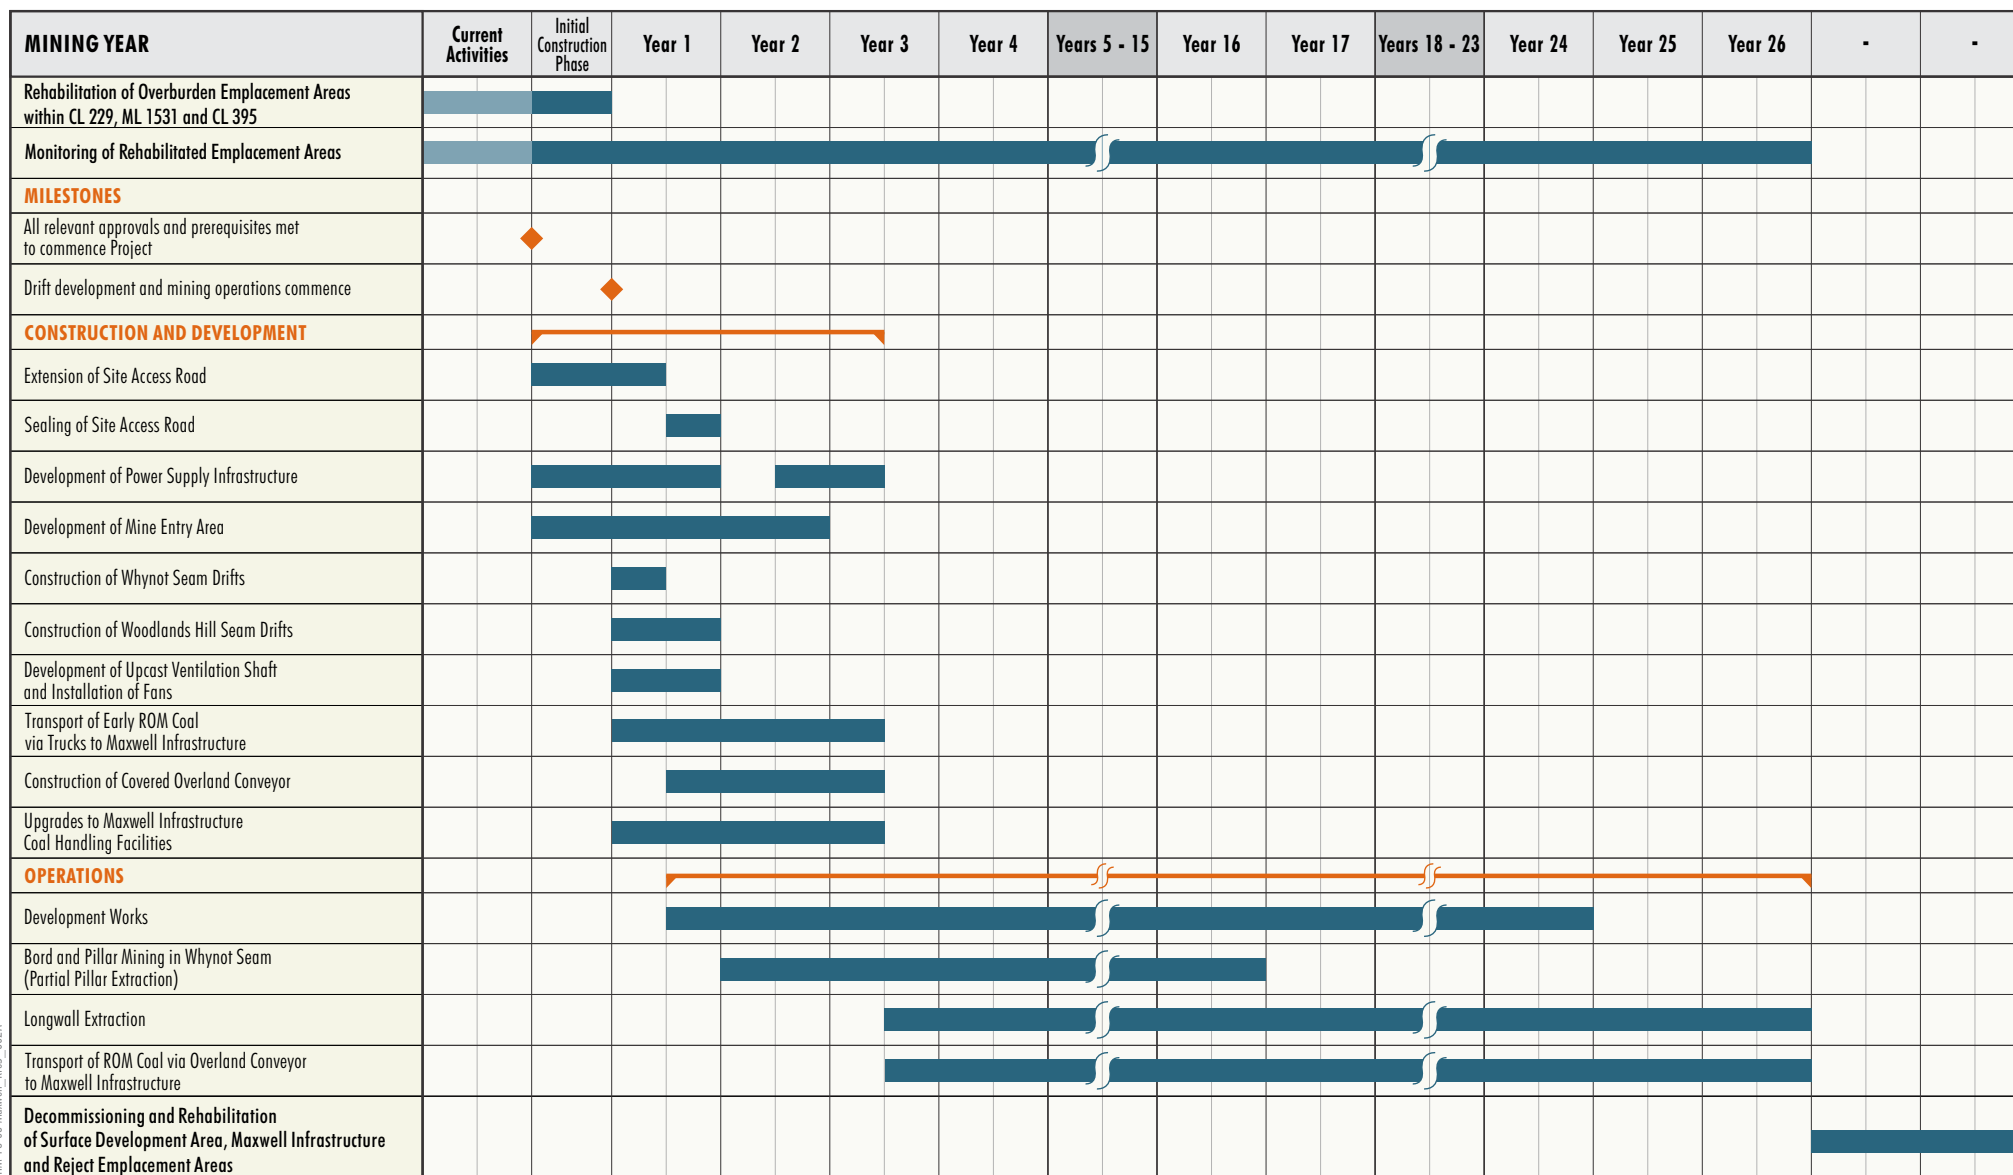 MINING YEAR
Current
Activities
Initial
Construction
Phase
Year 1
Year 2
Year 3
Year 4
Years 5 - 15
Year 16
Year 17
Years 18 - 23
Year 24
Year 25
Year 26
-
-
Rehabilitation of Overburden Emplacement Areas
within CL 229, ML 1531 and CL 395
Monitoring of Rehabilitated Emplacement Areas
MILESTONES
All relevant approvals and prerequisites met
to commence Project
Drift development and mining operations commence
CONSTRUCTION AND DEVELOPMENT
Extension of Site Access Road
Sealing of Site Access Road
Development of Power Supply Infrastructure
Development of Mine Entry Area
Construction of Whynot Seam Drifts
Construction of Woodlands Hill Seam Drifts
Development of Upcast Ventilation Shaft
and Installation of Fans
Transport of Early ROM Coal
via Trucks to Maxwell Infrastructure
Construction of Covered Overland Conveyor
Upgrades to Maxwell Infrastructure
Coal Handling Facilities
OPERATIONS
Development Works
Bord and Pillar Mining in Whynot Seam
(Partial Pillar Extraction)
Longwall Extraction
Transport of ROM Coal via Overland Conveyor
to Maxwell Infrastructure
Decommissioning and Rehabilitation
of Surface Development Area, Maxwell Infrastructure
and Reject Emplacement Areas